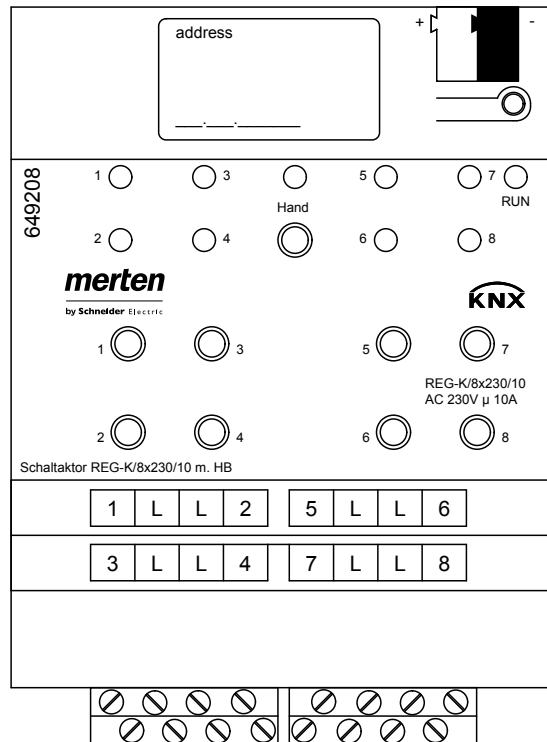 address
+ -
649208
1 3 5 7
Hand
RUN
2 4 6 8
merten
by Schneider Electric
KNX
1 3 5 7
REG-K/8x230/10
AC 230V µ 10A
2 4 6 8
Schaltaktor REG-K/8x230/10 m. HB
1 L L 2 5 L L 6
3 L L 4 7 L L 8